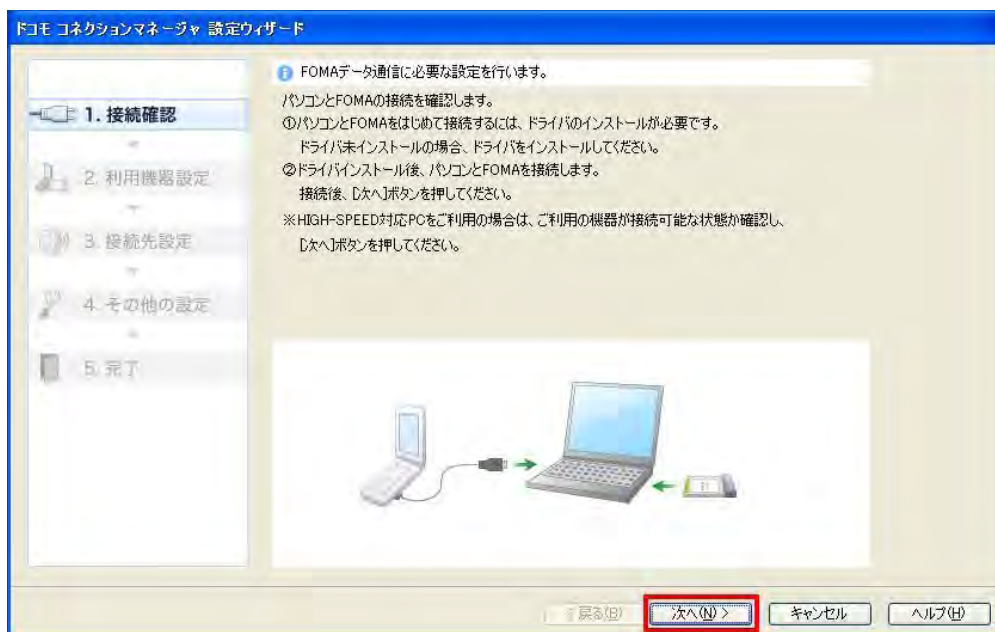 ドコモ コネクションマネージャ 設定ウィザード
1. 接続確認
2. 利用機器設定
3. 接続先設定
4. その他の設定
5. 完了
FOMAデータ通信に必要な設定を行います。
パソコンとFOMAの接続を確認します。
①パソコンとFOMAをはじめて接続するには、ドライバのインストールが必要です。
ドライバ未インストールの場合、ドライバをインストールしてください。
②ドライバインストール後、パソコンとFOMAを接続します。
接続後、[次へ]ボタンを押してください。
※HIGH-SPEED対応PCをご利用の場合は、ご利用の機器が接続可能な状態か確認し、
[次へ]ボタンを押してください。
< 戻る(B)
次へ(N) >
キャンセル
ヘルプ(H)